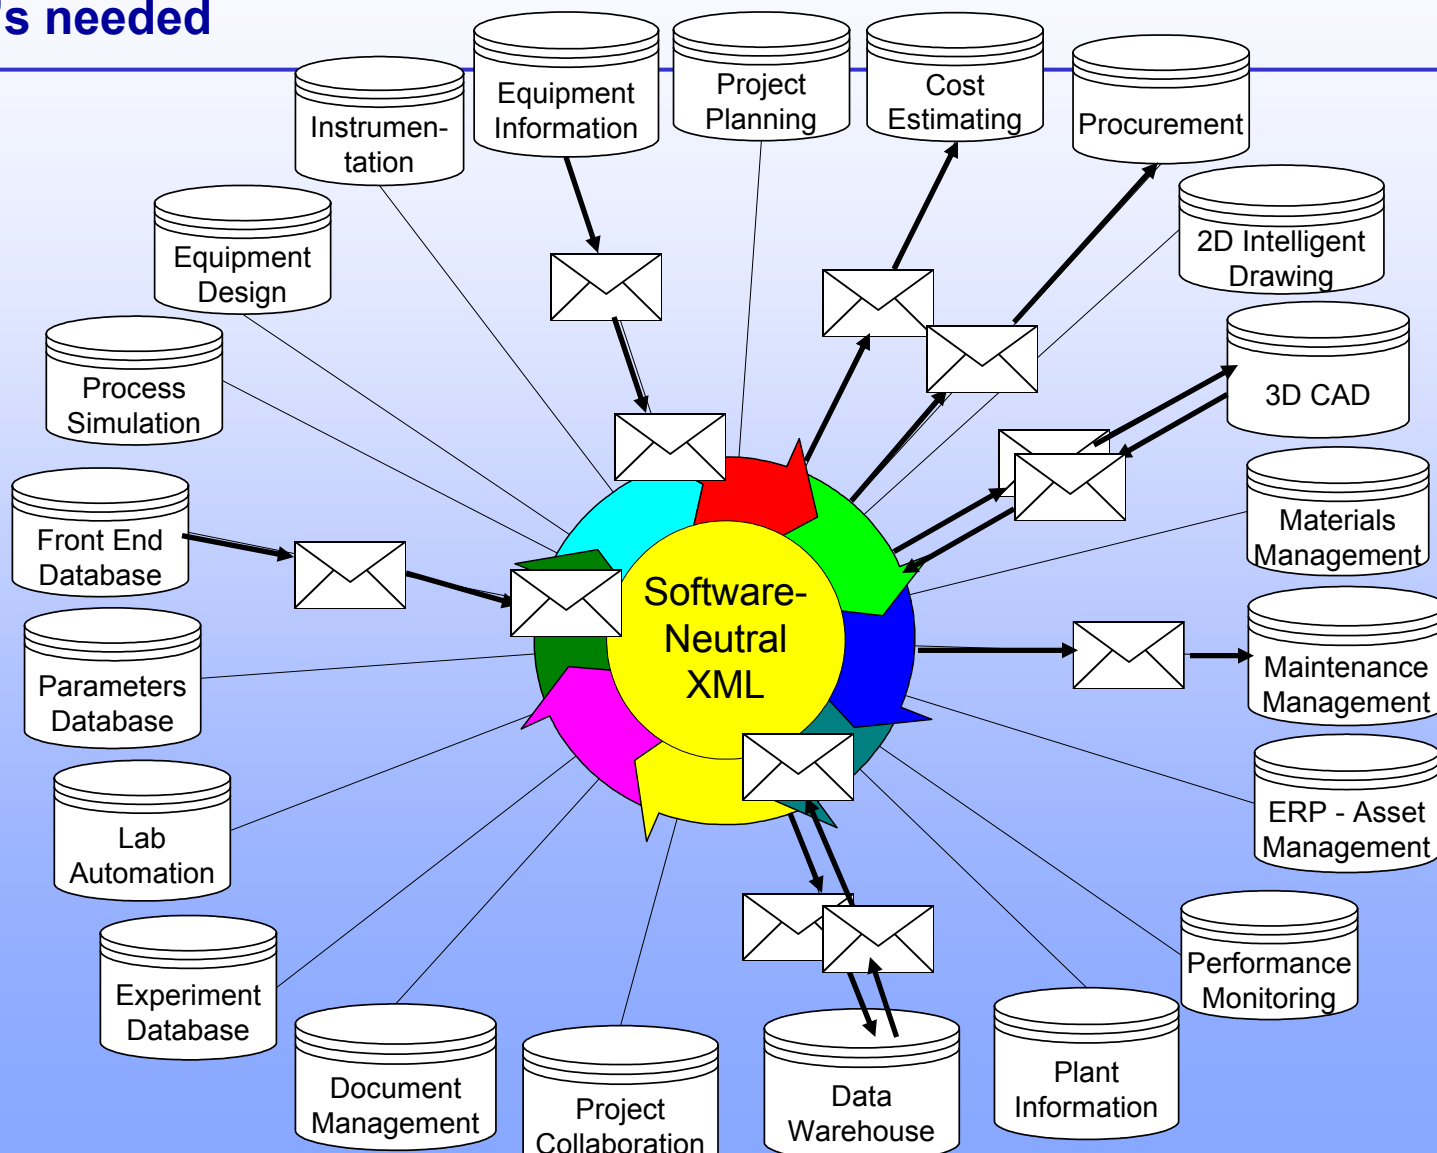 's needed
Equipment
Information
Project
Planning
Cost
Estimating
Procurement
Instrumen-
tation
2D Intelligent
Drawing
Equipment
Design
3D CAD
Process
Simulation
Materials
Management
Front End
Database
Software-
Neutral
XML
Maintenance
Management
Parameters
Database
ERP - Asset
Management
Lab
Automation
Performance
Monitoring
Experiment
Database
Plant
Information
Document
Management
Data
Warehouse
Project
Collaboration